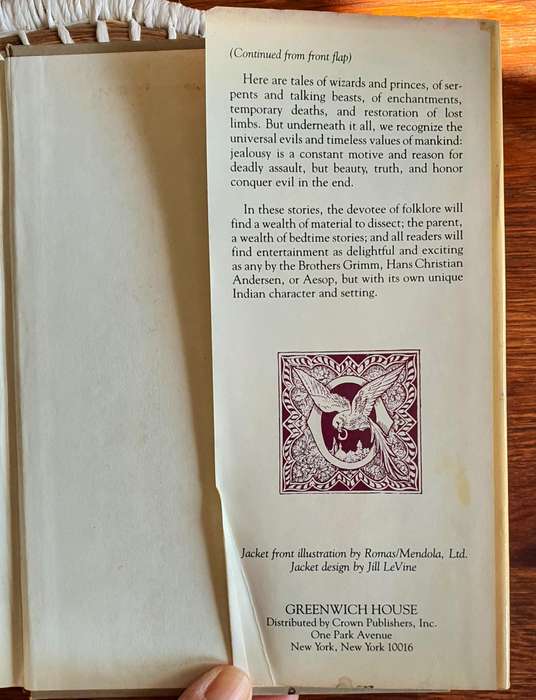 (Continued from front flap)
Here are tales of wizards and princes, of ser-
pents and talking beasts, of enchantments,
temporary deaths, and restoration of lost
limbs. But underneath it all, we recognize the
universal evils and timeless values of mankind:
jealousy is a constant motive and reason for
deadly assault, but beauty, truth, and honor
conquer evil in the end.
In these stories, the devotee of folklore will
find a wealth of material to dissect; the parent,
a wealth of bedtime stories; and all readers will
find entertainment as delightful and exciting
as any by the Brothers Grimm, Hans Christian
Andersen, or Aesop, but with its own unique
Indian character and setting.
Jacket front illustration by Romas/Mendola, Ltd.
Jacket design by Jill LeVine
GREENWICH HOUSE
Distributed by Crown Publishers, Inc.
One Park Avenue
New York, New York 10016